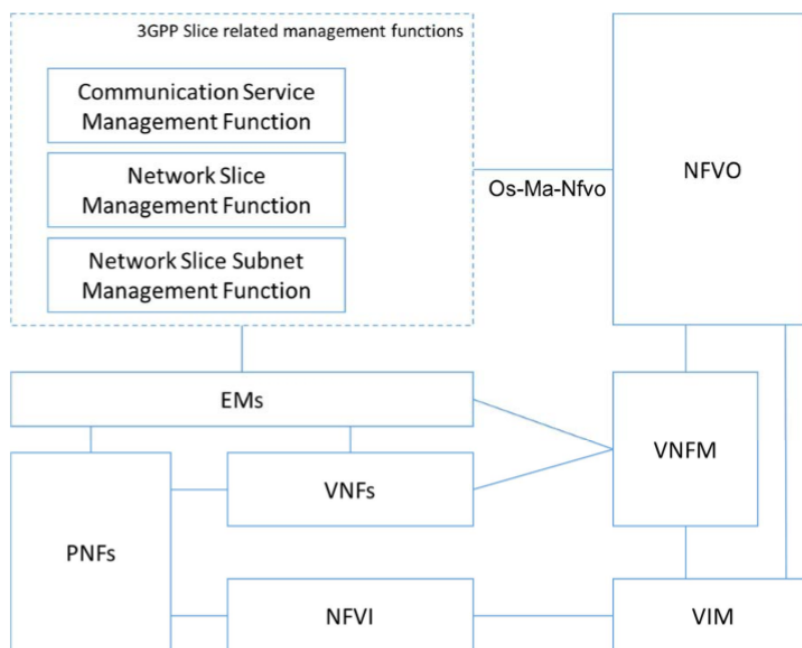 3GPP Slice related management functions
Communication Service
Management Function
Network Slice
Management Function
Network Slice Subnet
Management Function
NFVO
Os-Ma-Nfvo
EMs
VNFs
VNFM
PNFs
NFVI
VIM